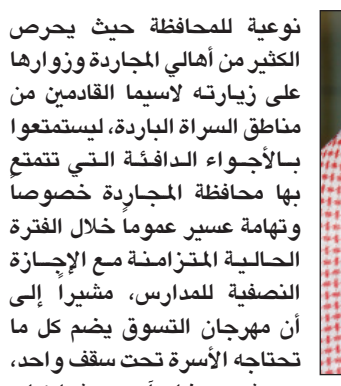 نوعية للمحافظة حيث يحرص
الكثير من أهالي المجاردة وزوارها
على زيارته لاسيما القادمين من
مناطق السراة الباردة، ليستمتعوا
بالأجواء الدافئة التي تتمتع
بها محافظة المجاردة خصوصاً
وتهامة عسير عموماً خلال الفترة
الحالية المتزامنة مع الإجازة
النصفية للمدارس، مشيراً إلى
أن مهرجان التسوق يضم كل ما
تحتاجه الأسرة تحت سقف واحد،